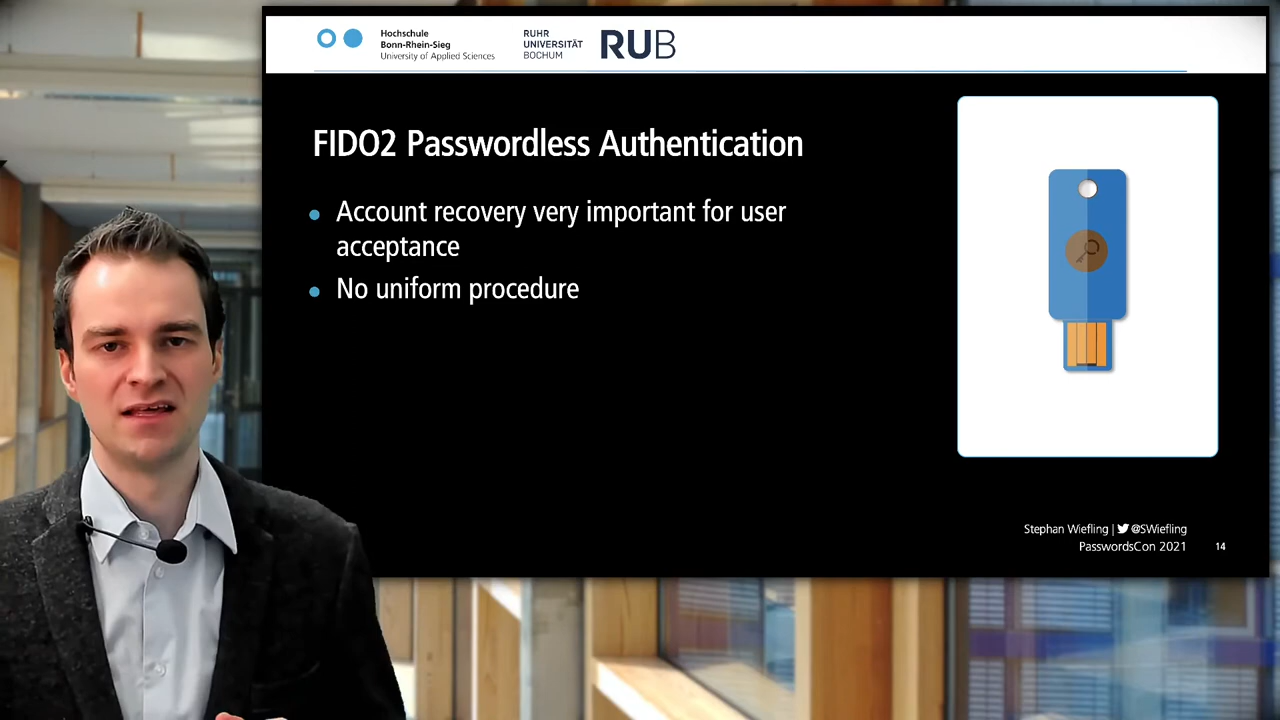 Hochschule
Bonn-Rhein-Sieg
University of Applied Sciences
RUHR
UNIVERSITÄT
BOCHUM
RUB
FIDO2 Passwordless Authentication
Account recovery very important for user
acceptance
No uniform procedure
Stephan Wiefling | @SWiefling
PasswordsCon 2021
14